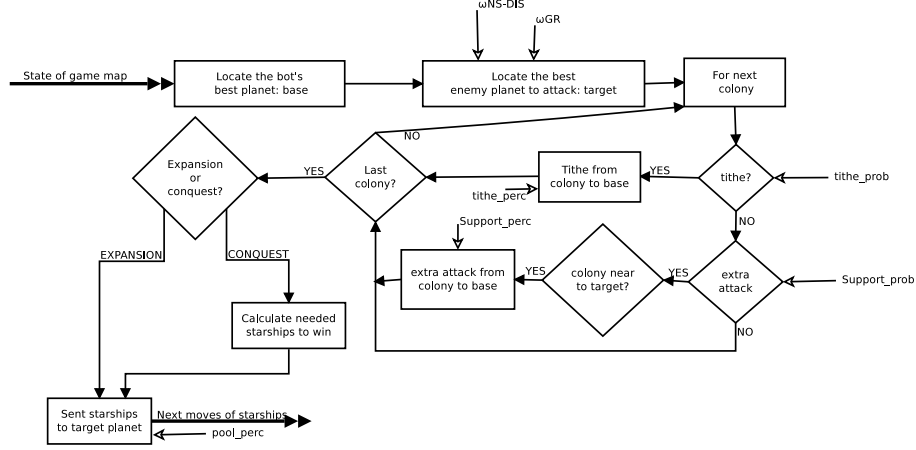 ωNS-DIS
ωGR
State of game map
Locate the bot's
best planet: base
Locate the best
enemy planet to attack: target
For next
colony
NO
Expansion
or
conquest?
YES
Last
colony?
Tithe from
colony to base
YES
tithe?
tithe_prob
tithe_perc
Support_perc
NO
EXPANSION
CONQUEST
extra attack from
colony to base
YES
colony near
to target?
YES
extra
attack
Support_prob
Calculate needed
starships to win
NO
Sent starships
to target planet
Next moves of starships
pool_perc